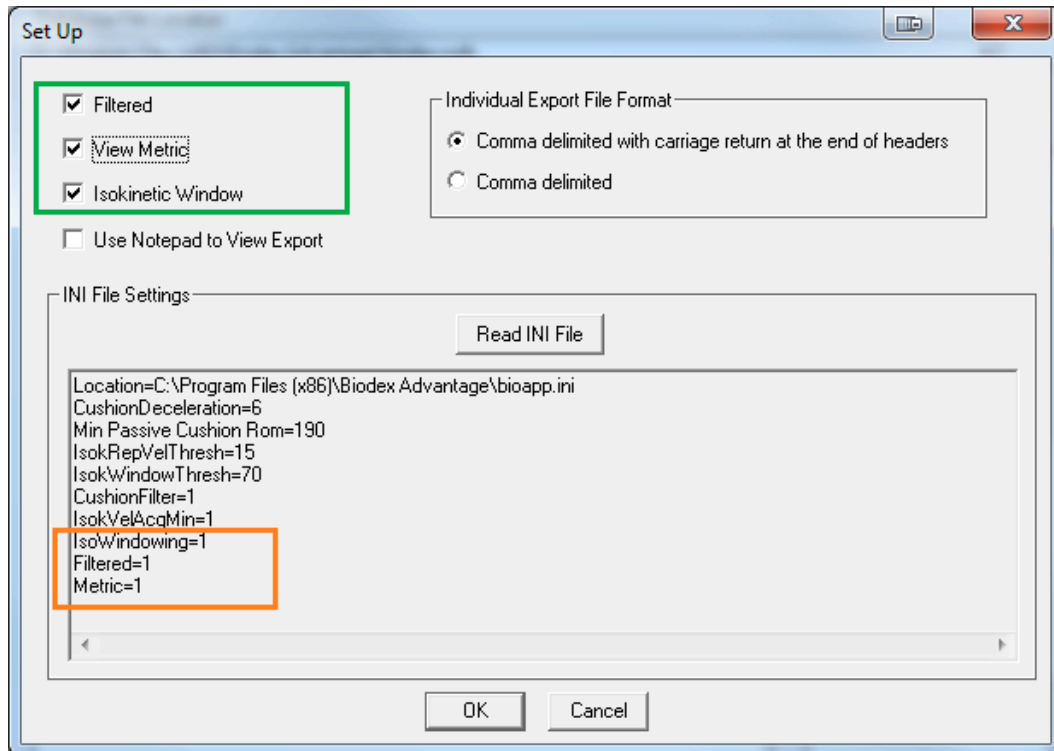 Set Up
Filtered
View Metric
Isokinetic Window
Use Notepad to View Export
Individual Export File Format
Comma delimited with carriage return at the end of headers
Comma delimited
INI File Settings
Read INI File
Location=C:\Program Files (x86)\Biodex Advantage\bioapp.ini
CushionDeceleration=6
Min Passive Cushion Rom=190
IsokRepVelThresh=15
IsokWindowThresh=70
CushionFilter=1
IsokVelAcqMin=1
IsoWindowing=1
Filtered=1
Metric=1
OK
Cancel